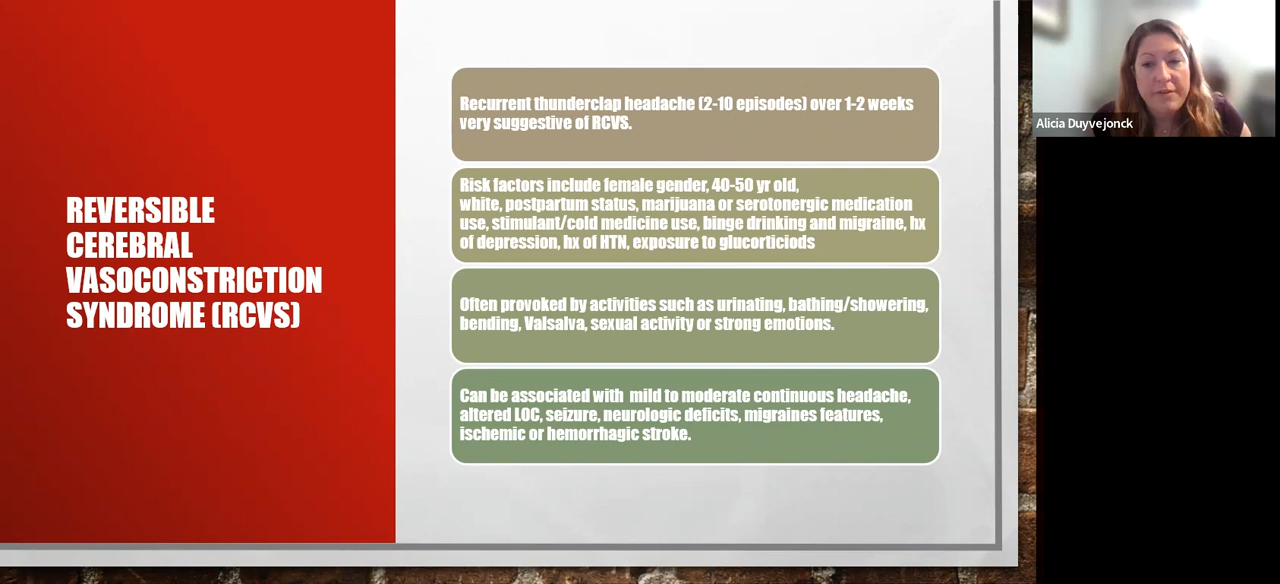 REVERSIBLE
CEREBRAL
VASOCONSTRICTION
SYNDROME (RCVS)
Recurrent thunderclap headache (2-10 episodes) over 1-2 weeks
very suggestive of RCVS.
Risk factors include female gender, 40-50 yr old,
white, postpartum status, marijuana or serotonergic medication
use, stimulant/cold medicine use, binge drinking and migraine, hx
of depression, hx of HTN, exposure to glucorticiods
Often provoked by activities such as urinating, bathing/showering,
bending, Valsalva, sexual activity or strong emotions.
Can be associated with  mild to moderate continuous headache,
altered LOC, seizure, neurologic deficits, migraines features,
ischemic or hemorrhagic stroke.
Alicia Duyvejonck